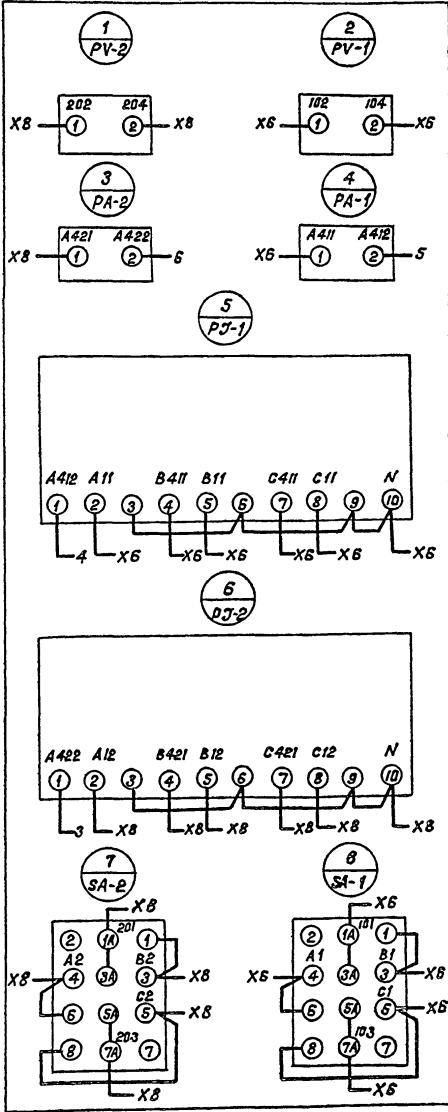 1 2
PV-2 PV-1
202 204 102 104
X8 1 2 X8 X6 1 2 X6
3 4
PA-2 PA-1
A421 A422 A411 A412
X8 1 2 6 X6 1 2 5
5
PJ-1
A412 A11 B411 B11 C411 C11 N
1 2 3 4 5 6 7 8 9 10
4 X6 X6 X6 X6 X6 X6
6
PJ-2
A422 A12 B421 B12 C421 C12 N
1 2 3 4 5 6 7 8 9 10
3 X8 X8 X8 X8 X8 X8
7 8
SA-2 SA-1
X8 X6
201 101
2 1A 1 2 1A 1
A2 B2 A1 B1
X8 4 3A 3 X8 X6 4 3A 3 X6
C2 C1
6 5A 5 X8 6 5A 5 X6
203 103
8 7A 7 8 7A 7
X8 X6